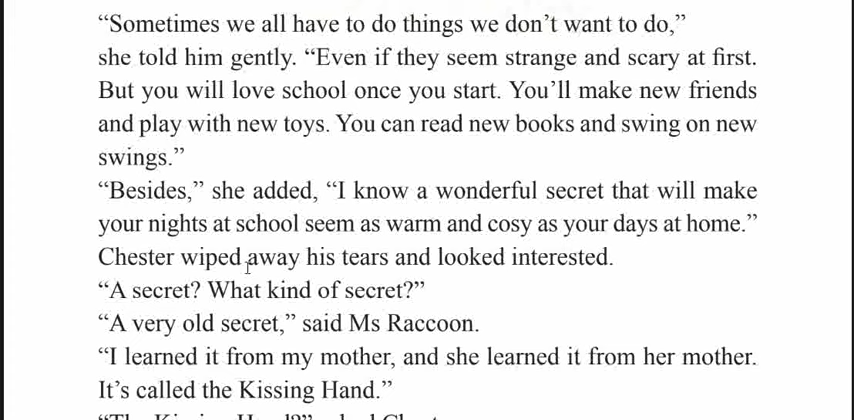 “Sometimes we all have to do things we don’t want to do,”
she told him gently. “Even if they seem strange and scary at first.
But you will love school once you start. You’ll make new friends
and play with new toys. You can read new books and swing on new
swings.”
“Besides,” she added, “I know a wonderful secret that will make
your nights at school seem as warm and cosy as your days at home.”
Chester wiped away his tears and looked interested.
“A secret? What kind of secret?”
“A very old secret,” said Ms Raccoon.
“I learned it from my mother, and she learned it from her mother.
It’s called the Kissing Hand.”